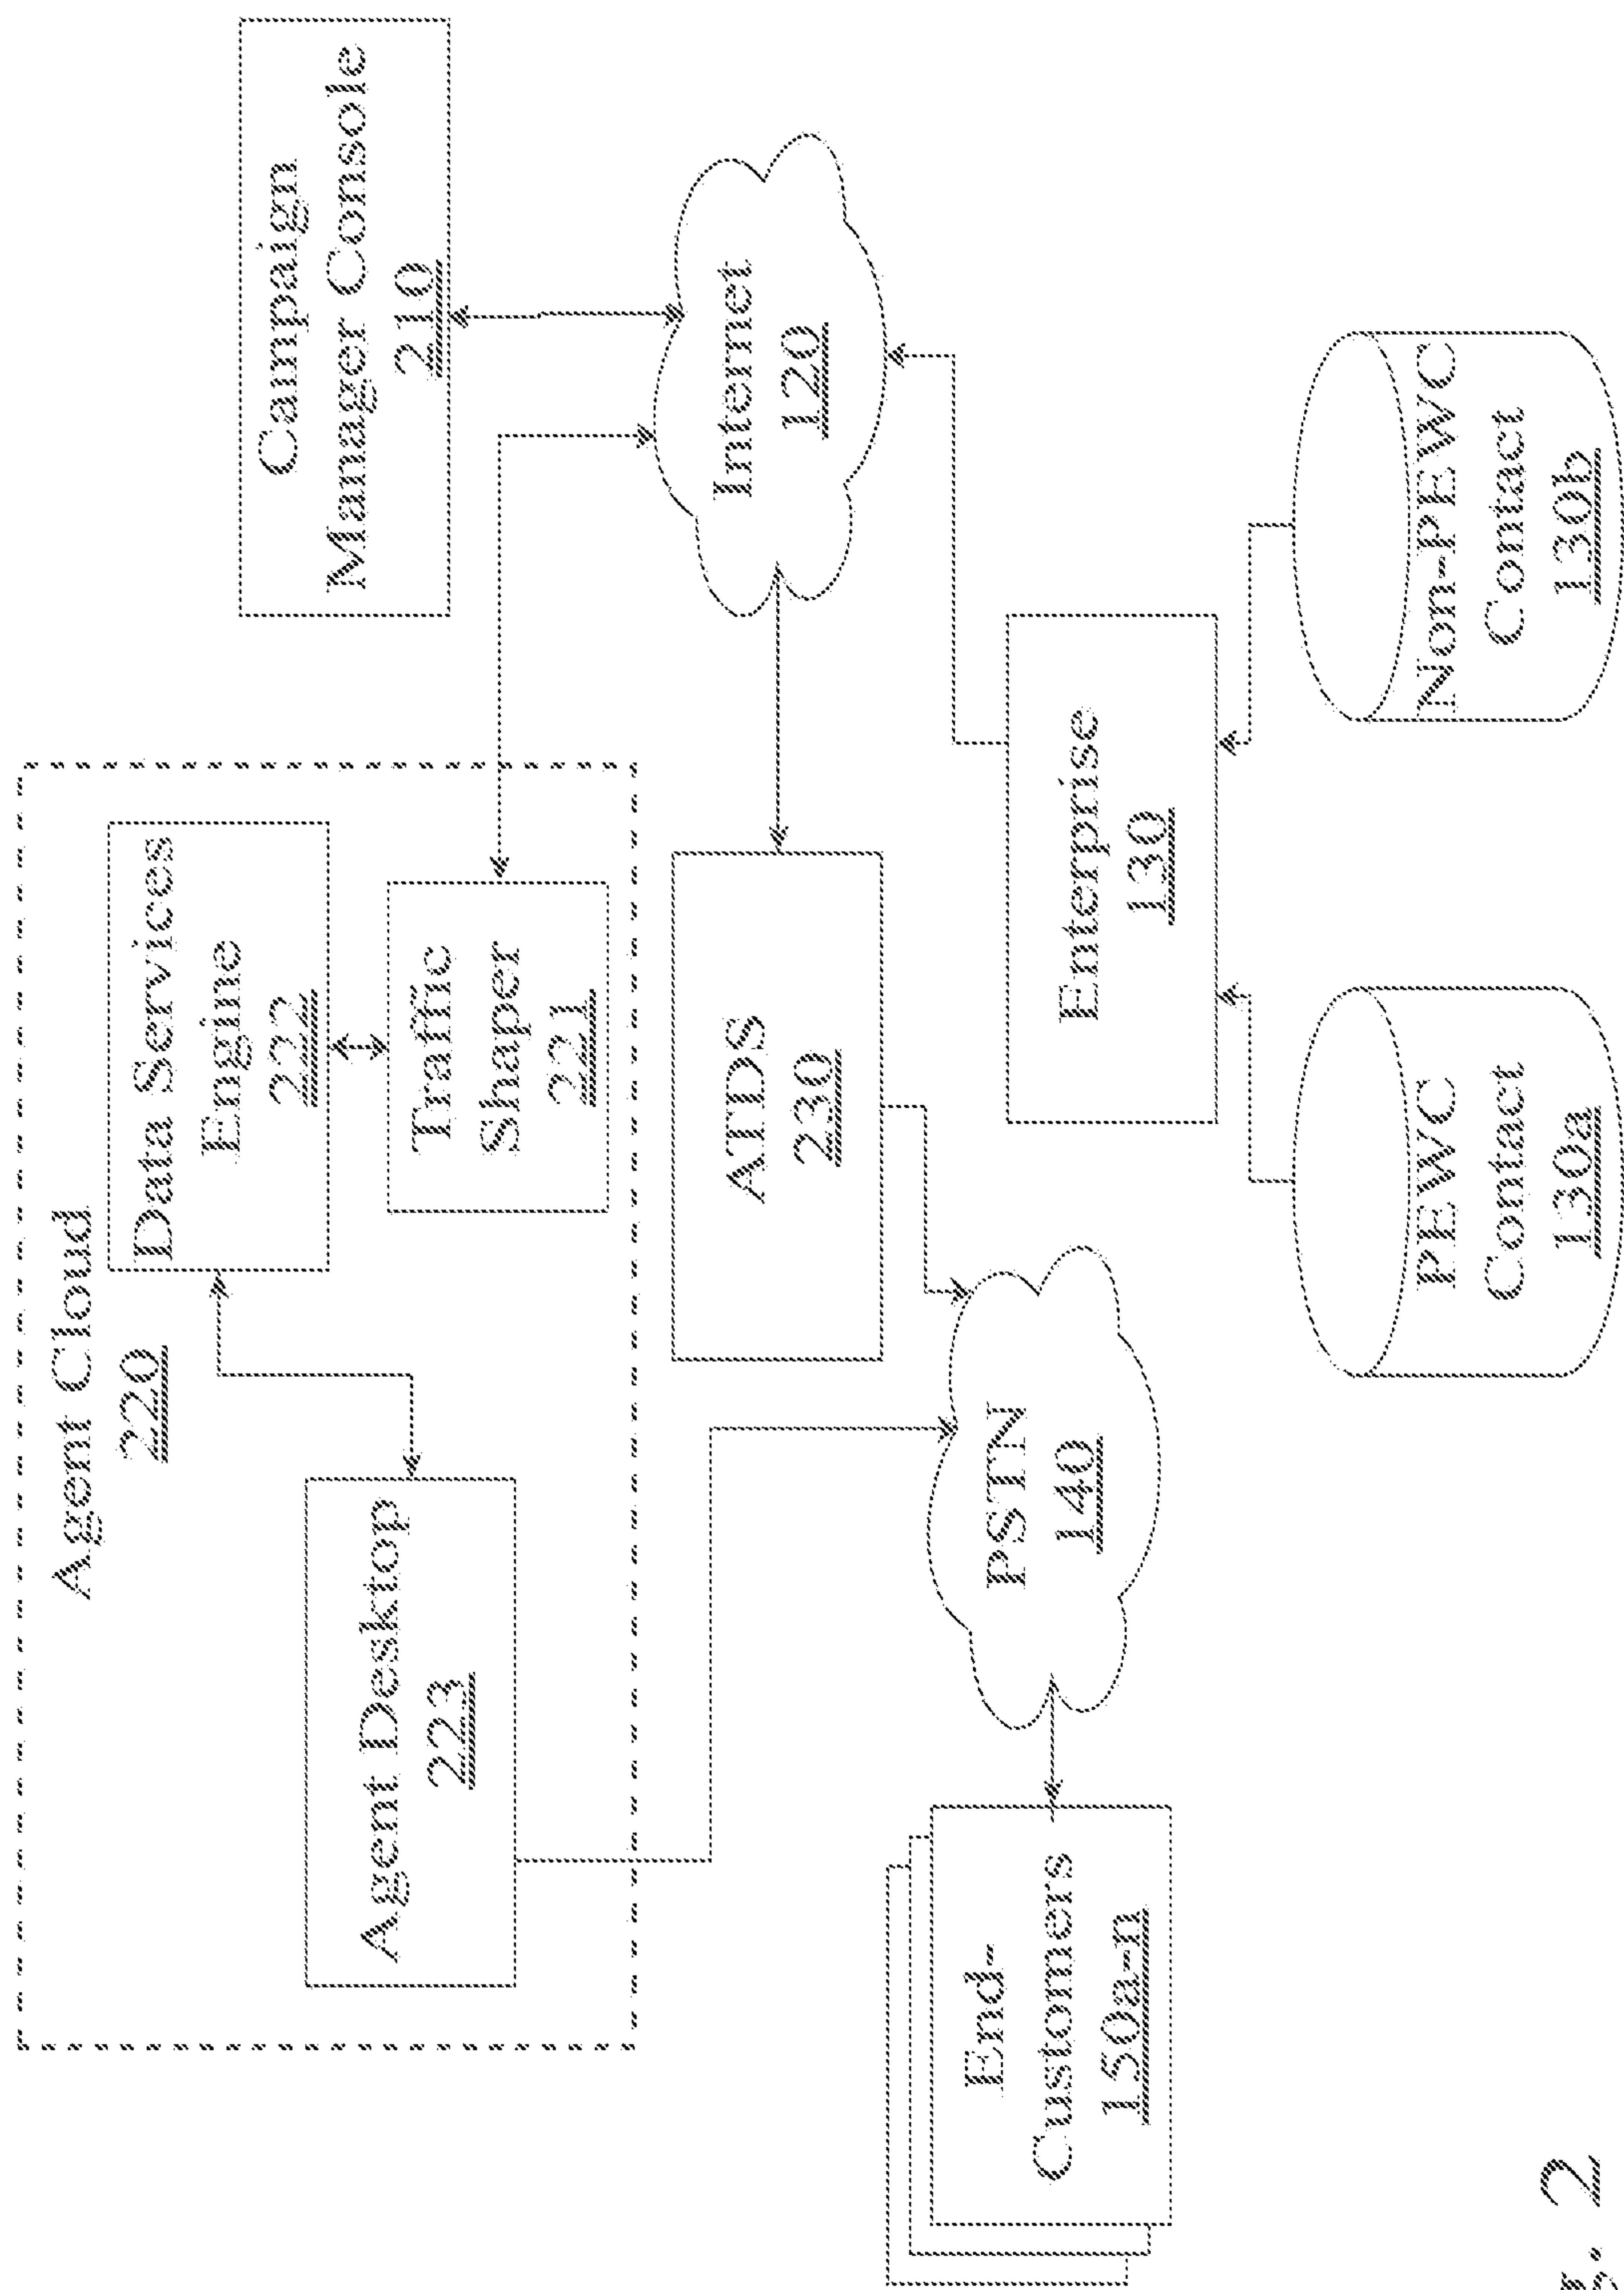 Agent Cloud
220
Data Services
Engine
222
Traffic
Shaper
221
Agent Desktop
223
Campaign
Manager Console
210
Internet
120
ATDS
230
PSTN
140
End-
Customers
150a-n
Enterprise
130
PEWC
Contact
130a
Non-PEWC
Contact
130b
2